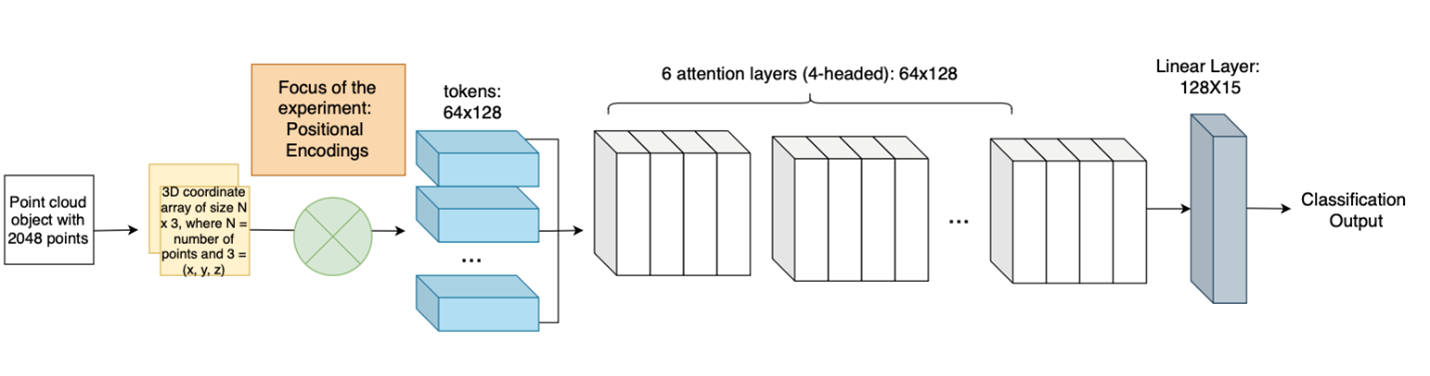 Point cloud
object with
2048 points
3D coordinate
array of size N
x 3, where N =
number of
points and 3 =
(x, y, z)
Focus of the
experiment:
Positional
Encodings
tokens:
64x128
...
6 attention layers (4-headed): 64x128
...
Linear Layer:
128X15
Classification
Output